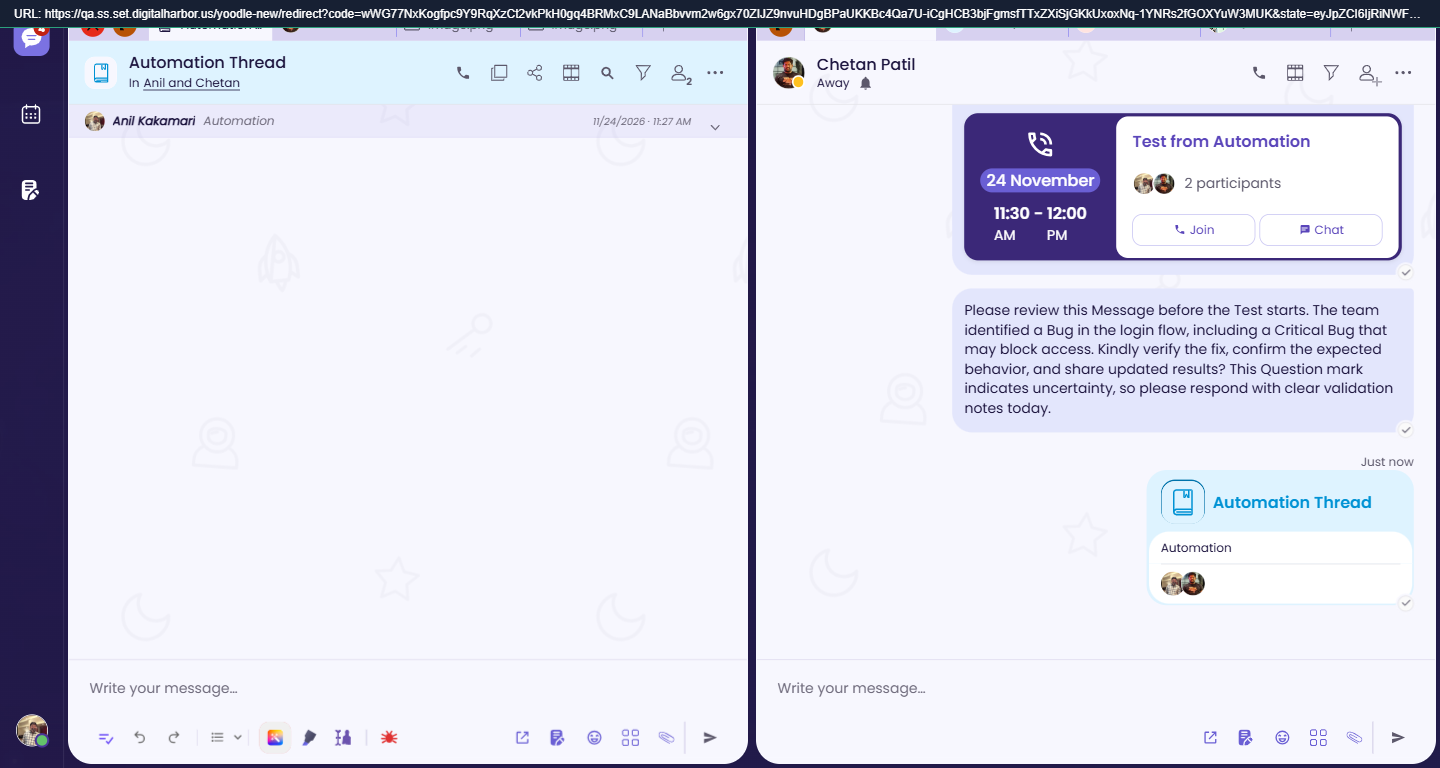 URL: https://qa.ss.set.digitalharbor.us/yoodle-new/redirect?code=wWG77NxKogfpc9Y9RqXzCt2vkPkH0gq4BRMxC9LANaBbvvm2w6gx70ZIJZ9nvuHDgBPaUKKBc4Qa7U-iCgHCB3bjFgmsfTTxZXiSjGKkUxoxNq-1YNRs2fGOXYuW3MUK&state=eyJpZCI6IjRiNWF...
Automation Thread
In Anil and Chetan
2
Anil Kakamari Automation 11/24/2026 · 11:27 AM
Write your message...
Chetan Patil
Away
24 November
11:30 - 12:00
AM PM
Test from Automation
2 participants
Join Chat
Please review this Message before the Test starts. The team
identified a Bug in the login flow, including a Critical Bug that
may block access. Kindly verify the fix, confirm the expected
behavior, and share updated results? This Question mark
indicates uncertainty, so please respond with clear validation
notes today.
Just now
Automation Thread
Automation
Write your message...